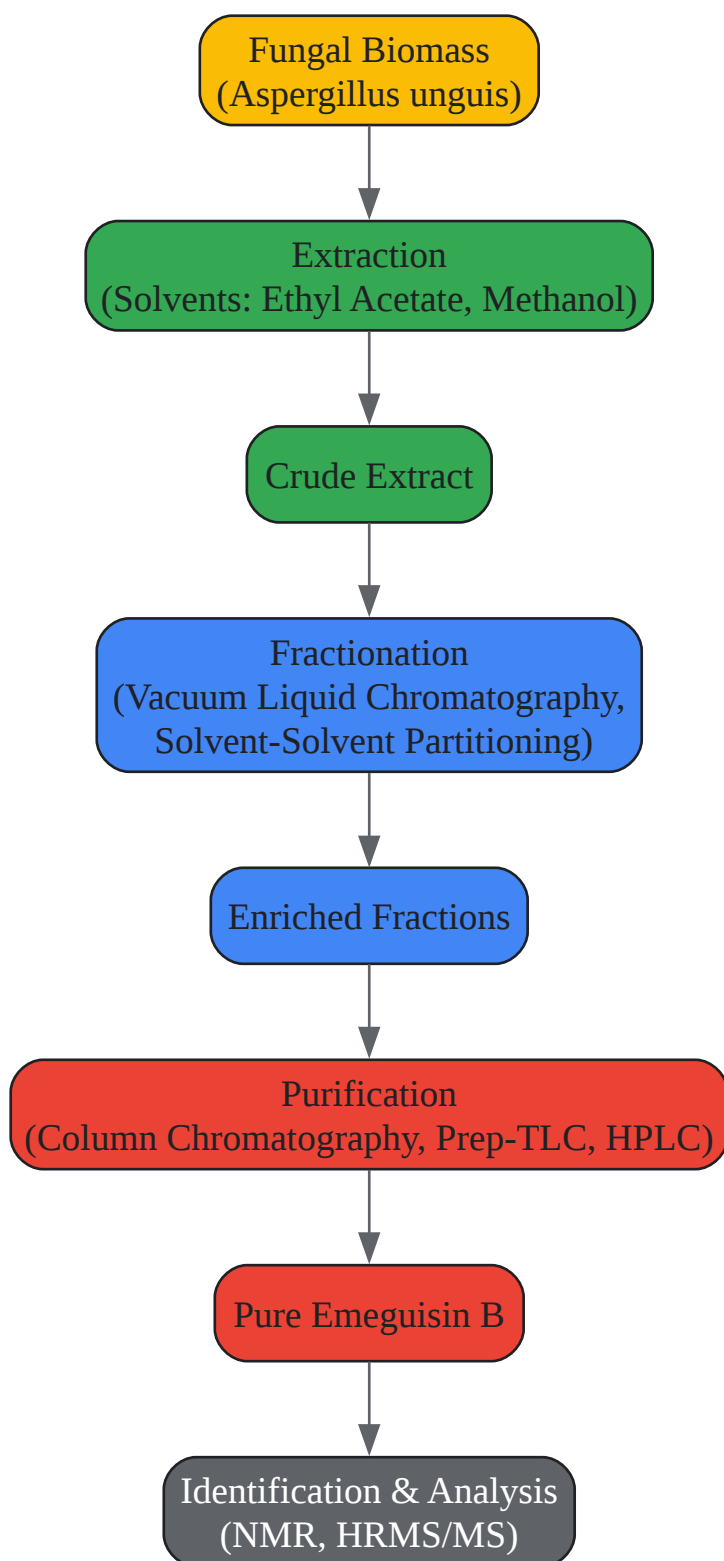 Fungal Biomass
(Aspergillus unguis)
Extraction
(Solvents: Ethyl Acetate, Methanol)
Crude Extract
Fractionation
(Vacuum Liquid Chromatography,
Solvent-Solvent Partitioning)
Enriched Fractions
Purification
(Column Chromatography, Prep-TLC, HPLC)
Pure Emeguisin B
Identification & Analysis
(NMR, HRMS/MS)